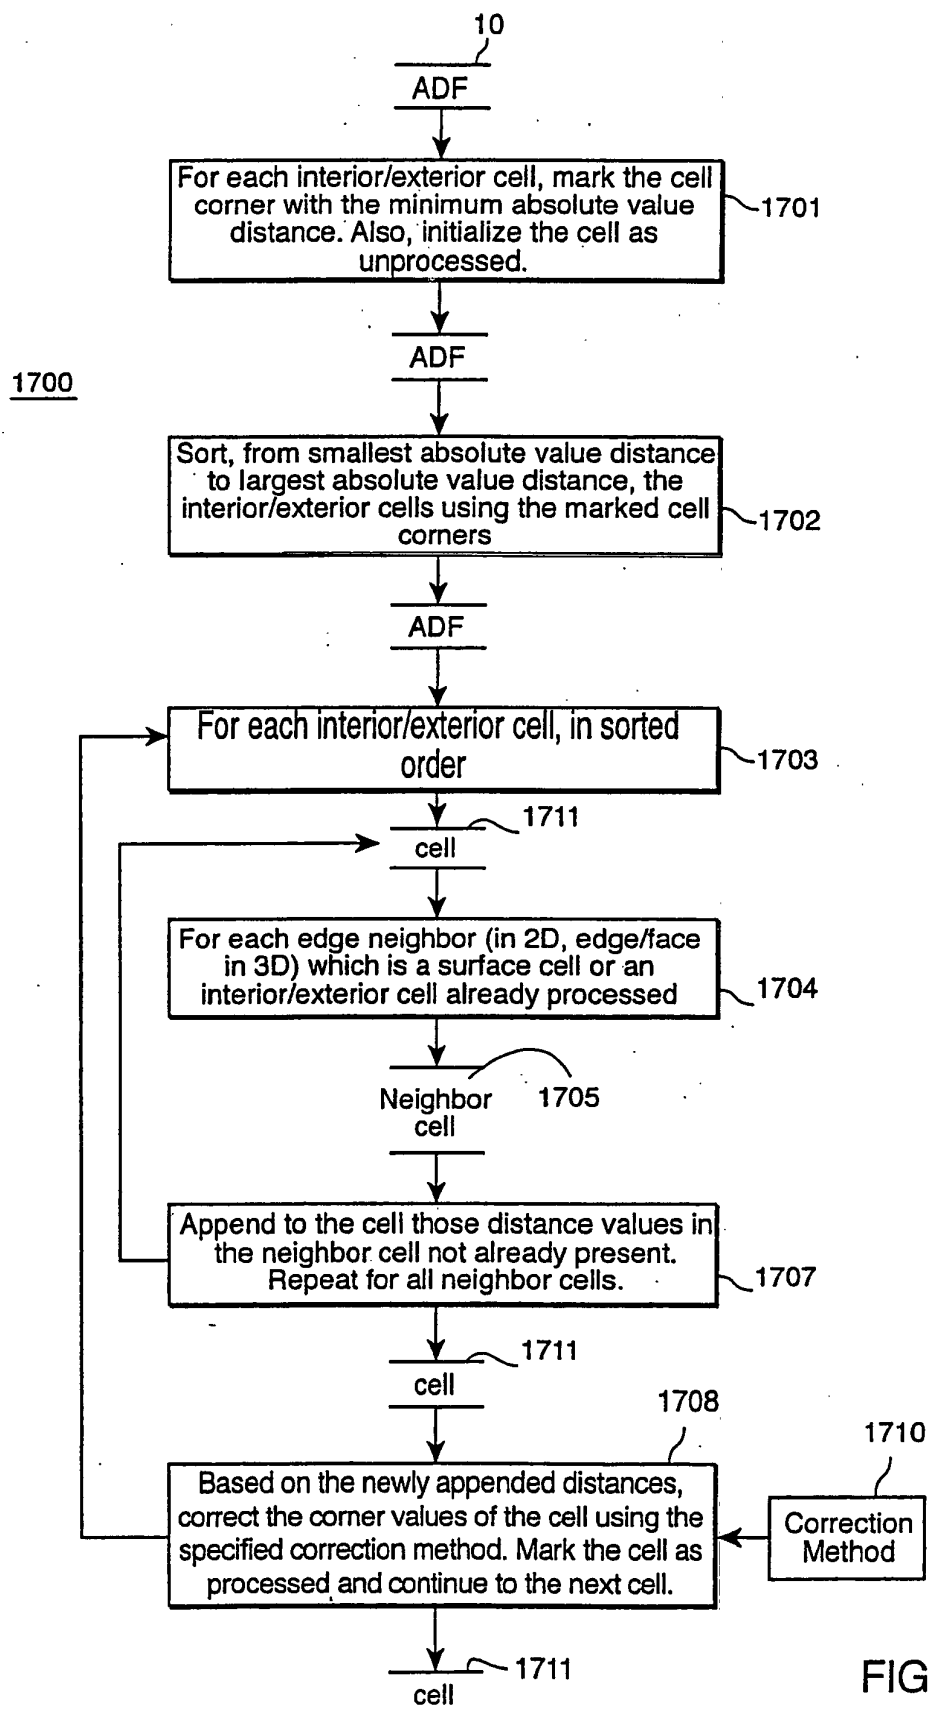 10
ADF
For each interior/exterior cell, mark the cell
corner with the minimum absolute value
distance. Also, initialize the cell as
unprocessed.
1701
ADF
1700
Sort, from smallest absolute value distance
to largest absolute value distance, the
interior/exterior cells using the marked cell
corners
1702
ADF
For each interior/exterior cell, in sorted
order
1703
1711
cell
For each edge neighbor (in 2D, edge/face
in 3D) which is a surface cell or an
interior/exterior cell already processed
1704
Neighbor
cell
1705
Append to the cell those distance values in
the neighbor cell not already present.
Repeat for all neighbor cells.
1707
1711
cell
1708
1710
Based on the newly appended distances,
correct the corner values of the cell using the
specified correction method. Mark the cell as
processed and continue to the next cell.
Correction
Method
1711
cell
FIG